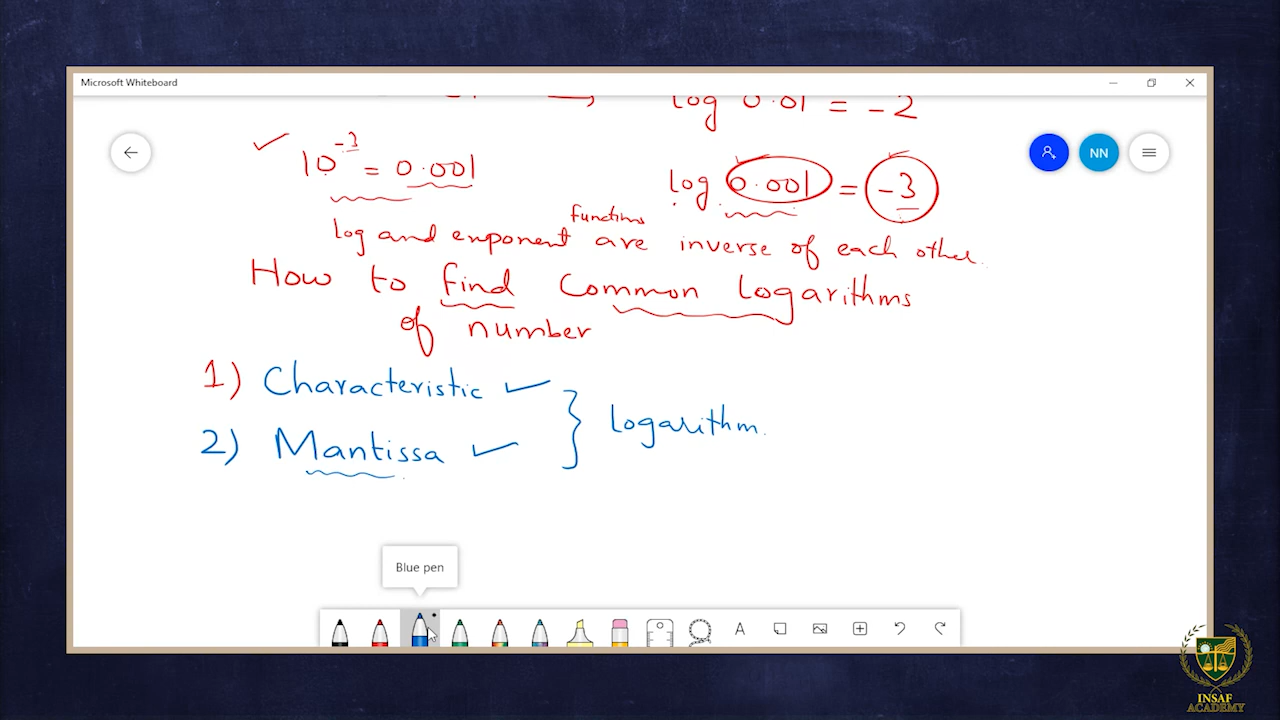 Microsoft Whiteboard
log 0.01 = -2
10^-3 = 0.001
log 0.001 = -3
functions
log and exponent are inverse of each other.
How to find Common logarithms
of number
1) Characteristic ✓
2) Mantissa ✓
} logarithm.
NN
Blue pen
A
INSAF
ACADEMY